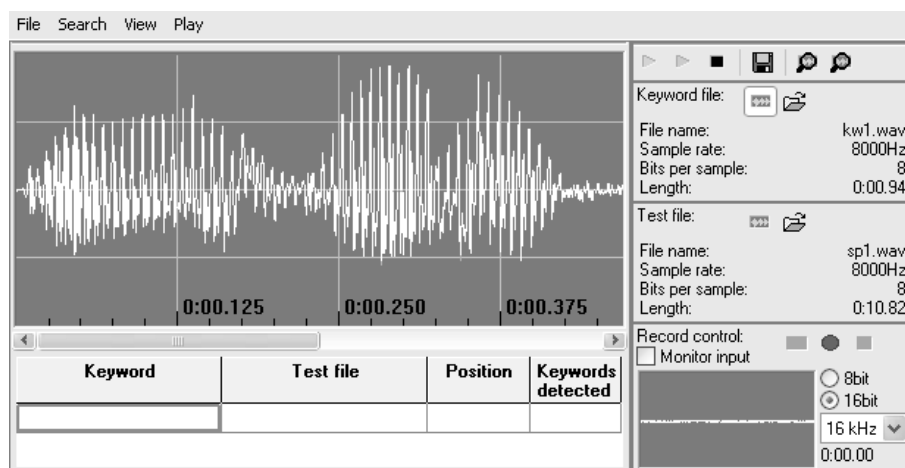 File Search View Play
0:00.125 0:00.250 0:00.375
Keyword Test file Position Keywords detected
Keyword file:
File name: kw1.wav
Sample rate: 8000Hz
Bits per sample: 8
Length: 0:00.94
Test file:
File name: sp1.wav
Sample rate: 8000Hz
Bits per sample: 8
Length: 0:10.82
Record control:
Monitor input
8bit
16bit
16 kHz
0:00.00